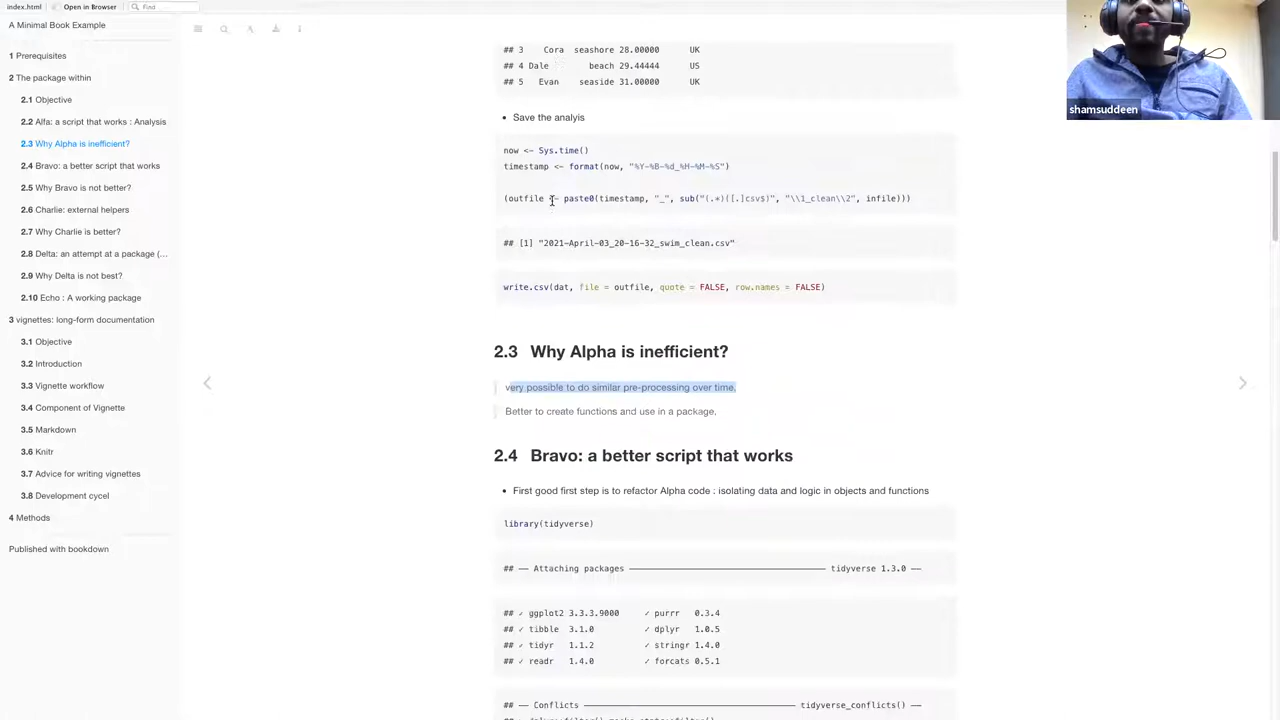 index.html Open in Browser Find
A Minimal Book Example
1 Prerequisites
2 The package within
2.1 Objective
2.2 Alfa: a script that works : Analysis
2.3 Why Alpha is inefficient?
2.4 Bravo: a better script that works
2.5 Why Bravo is not better?
2.6 Charlie: external helpers
2.7 Why Charlie is better?
2.8 Delta: an attempt at a package (...
2.9 Why Delta is not best?
2.10 Echo : A working package
3 vignettes: long-form documentation
3.1 Objective
3.2 Introduction
3.3 Vignette workflow
3.4 Component of Vignette
3.5 Markdown
3.6 Knitr
3.7 Advice for writing vignettes
3.8 Development cycel
4 Methods
Published with bookdown
## 3 Cora seashore 28.00000 UK
## 4 Dale beach 29.44444 US
## 5 Evan seaside 31.00000 UK
• Save the analyis
now <- Sys.time()
timestamp <- format(now, "%Y-%B-%d_%H-%M-%S")
(outfile <- paste0(timestamp, "_", sub("(.*)([.]csv$)", "\\1_clean\\2", infile)))
## [1] "2021-April-03_20-16-32_swim_clean.csv"
write.csv(dat, file = outfile, quote = FALSE, row.names = FALSE)
2.3 Why Alpha is inefficient?
very possible to do similar pre-processing over time.
Better to create functions and use in a package,
2.4 Bravo: a better script that works
• First good first step is to refactor Alpha code : isolating data and logic in objects and functions
library(tidyverse)
## — Attaching packages ——— tidyverse 1.3.0 —
## ✓ ggplot2 3.3.3.9000 ✓ purrr 0.3.4
## ✓ tibble 3.1.0 ✓ dplyr 1.0.5
## ✓ tidyr 1.1.2 ✓ stringr 1.4.0
## ✓ readr 1.4.0 ✓ forcats 0.5.1
## — Conflicts ——— tidyverse_conflicts() —
shamsuddeen